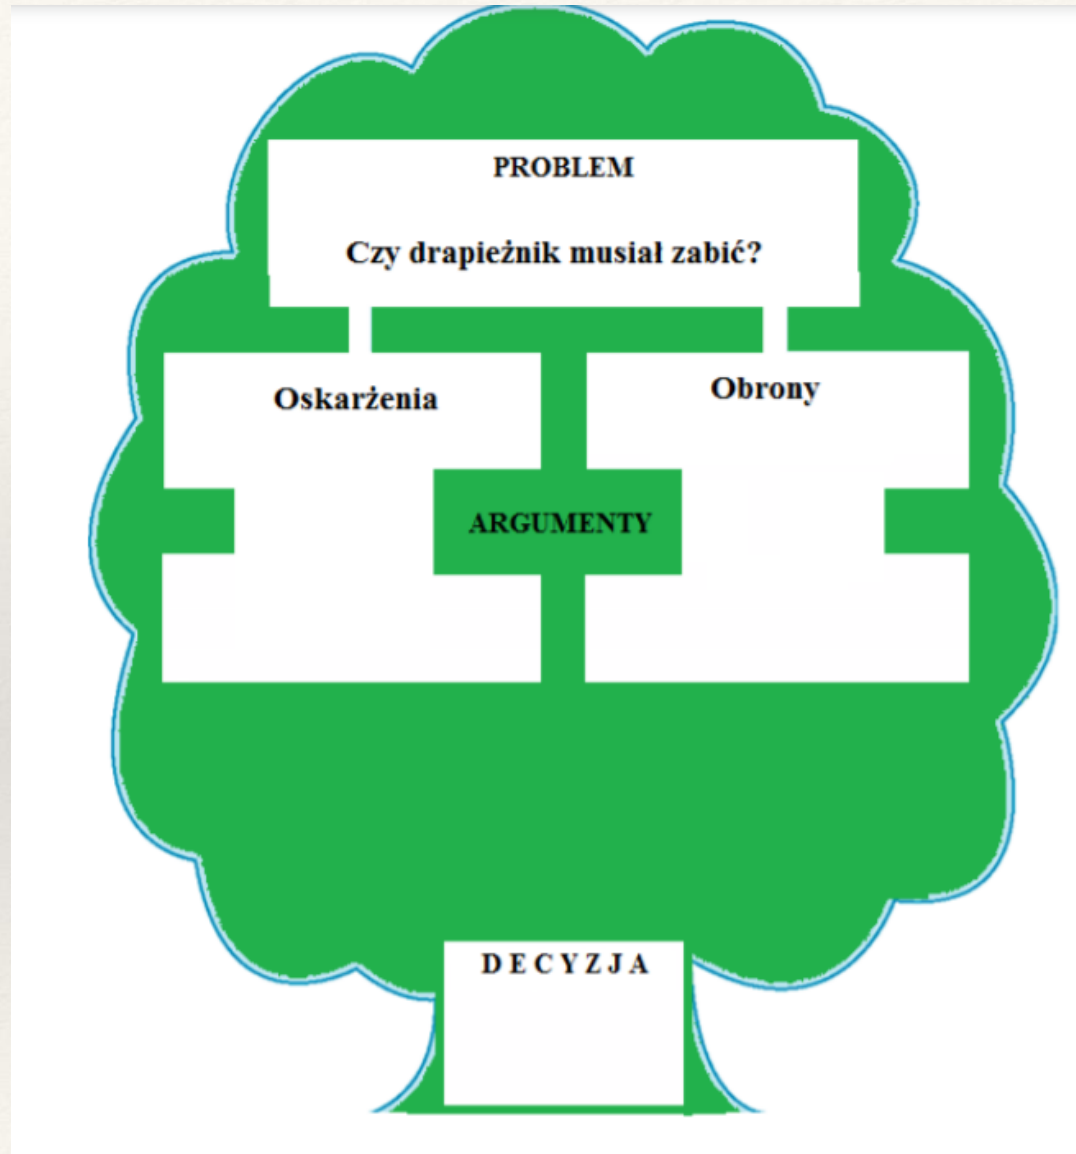 PROBLEM
Czy drapieżnik musiał zabić?
Oskarżenia
Obrony
ARGUMENTY
D E C Y Z J A